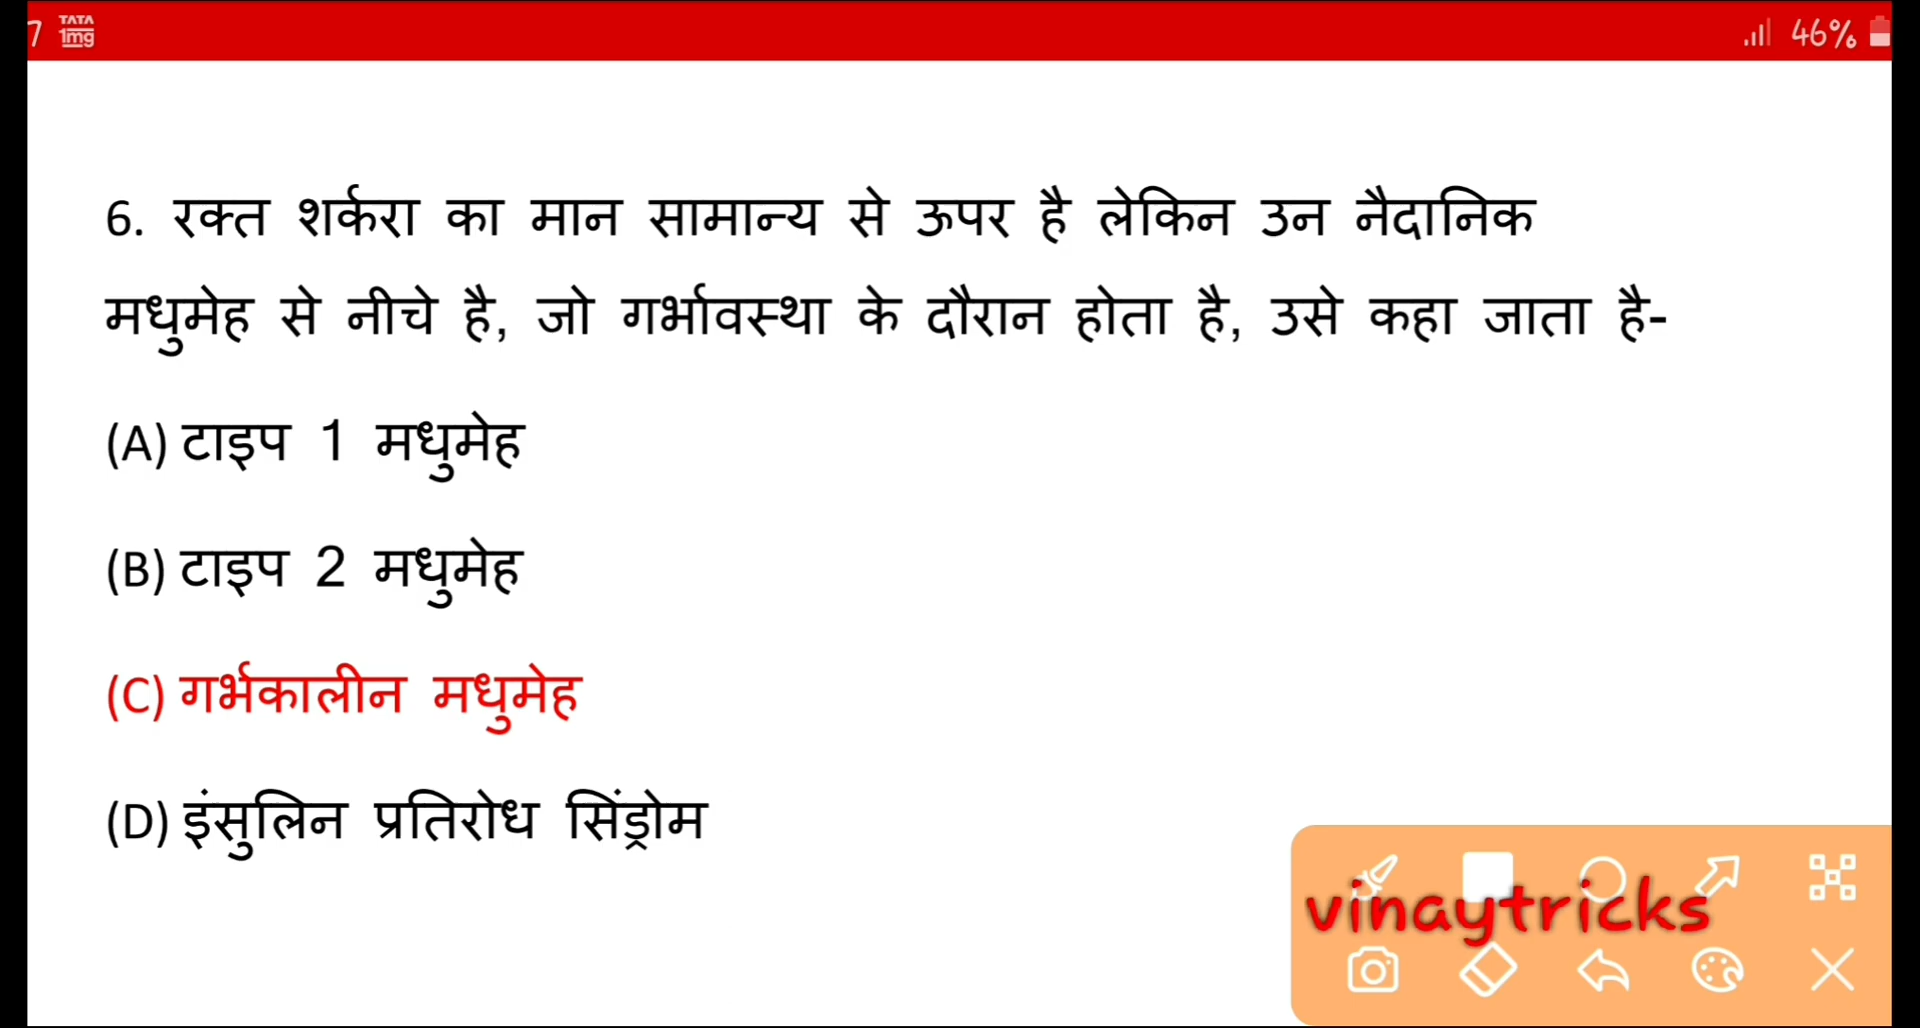 7 TATA 1mg 46%
6. रक्त शर्करा का मान सामान्य से ऊपर है लेकिन उन नैदानिक
मधुमेह से नीचे है, जो गर्भावस्था के दौरान होता है, उसे कहा जाता है-
(A) टाइप 1 मधुमेह
(B) टाइप 2 मधुमेह
(C) गर्भकालीन मधुमेह
(D) इंसुलिन प्रतिरोध सिंड्रोम
vinaytricks